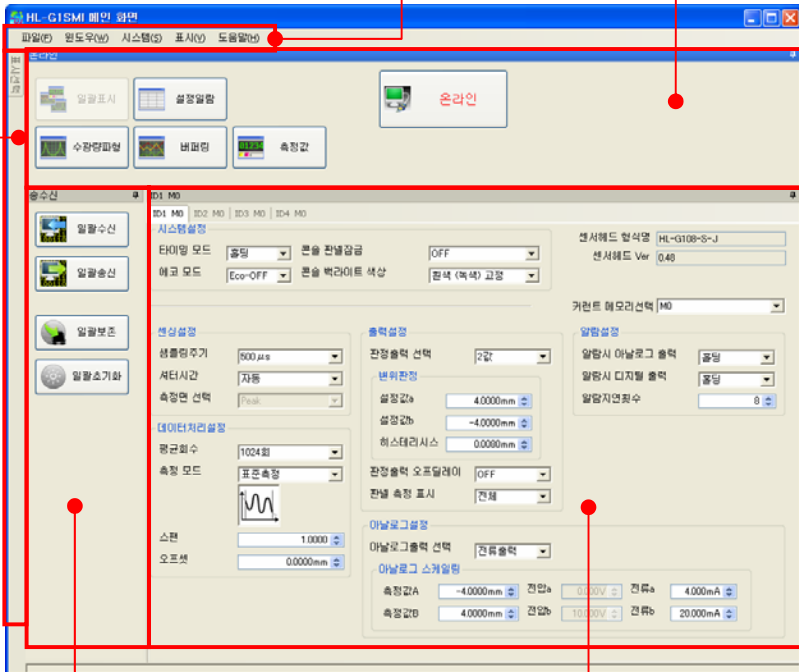 HL-G1SMI 메인 화면
파일(F) 윈도우(W) 시스템(S) 표시(V) 도움말(H)
표시선택
온라인
일괄표시 설정일람 온라인
수광량파형 버퍼링 측정값
송수신
ID1 M0
ID1 M0 ID2 M0 ID3 M0 ID4 M0
일괄수신
일괄송신
일괄보존
일괄초기화
시스템설정
타이밍 모드 홀딩 콘솔 판넬잠금 OFF
에코 모드 Eco-OFF 콘솔 백라이트 색상 흰색 (녹색) 고정
센서헤드 형식명 HL-G108-S-J
센서헤드 Ver 0.48
커런트 메모리선택 M0
센싱설정
샘플링주기 500μs
셔터시간 자동
측정면 선택 Peak
데이터처리설정
평균회수 1024회
측정 모드 표준측정
스팬 1.0000
오프셋 0.0000mm
출력설정
판정출력 선택 2값
변위판정
설정값a 4.0000mm
설정값b -4.0000mm
히스테리시스 0.0080mm
판정출력 오프딜레이 OFF
판넬 측정 표시 전체
알람설정
알람시 아날로그 출력 홀딩
알람시 디지털 출력 홀딩
알람지연횟수 8
아날로그설정
아날로그출력 선택 전류출력
아날로그 스케일링
측정값A -4.0000mm 전압a 0.000V 전류a 4.000mA
측정값B 4.0000mm 전압b 10.000V 전류b 20.000mA